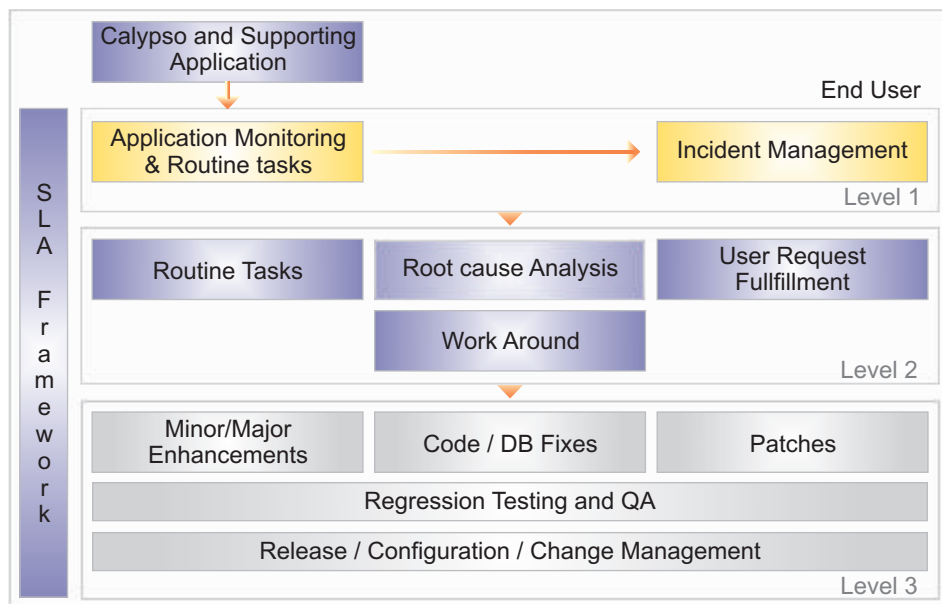 Calypso and Supporting
Application
End User
SLA Framework
Application Monitoring
& Routine tasks
Incident Management
Level 1
Routine Tasks
Root cause Analysis
User Request
Fullfillment
Work Around
Level 2
Minor/Major
Enhancements
Code / DB Fixes
Patches
Regression Testing and QA
Release / Configuration / Change Management
Level 3